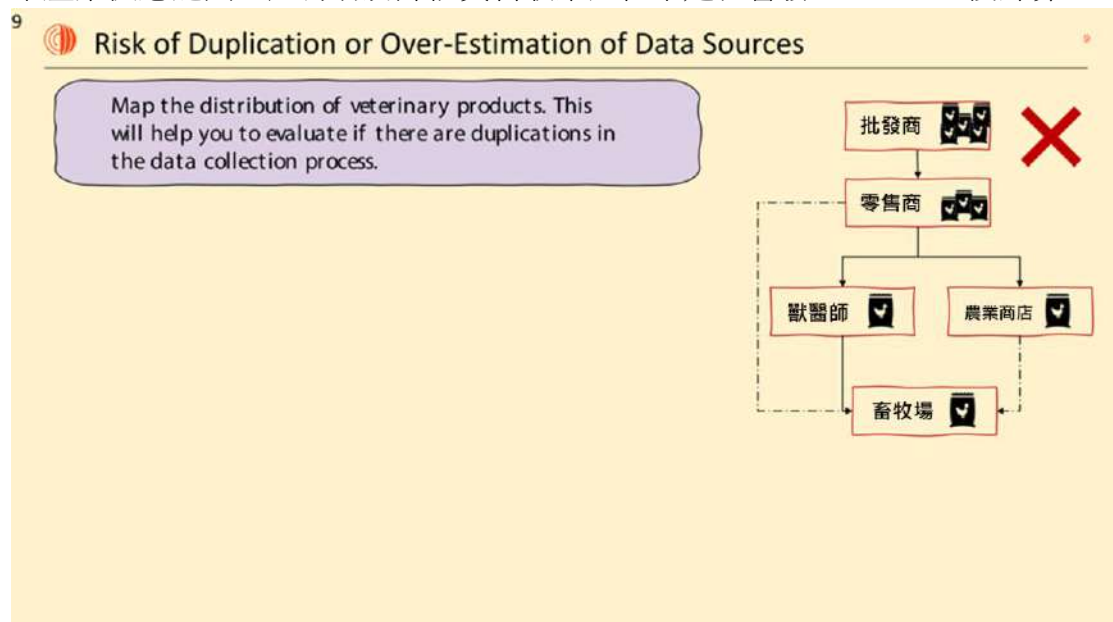 9
Risk of Duplication or Over-Estimation of Data Sources
9
Map the distribution of veterinary products. This
will help you to evaluate if there are duplications in
the data collection process.
批發商
零售商
獸醫師
農業商店
畜牧場